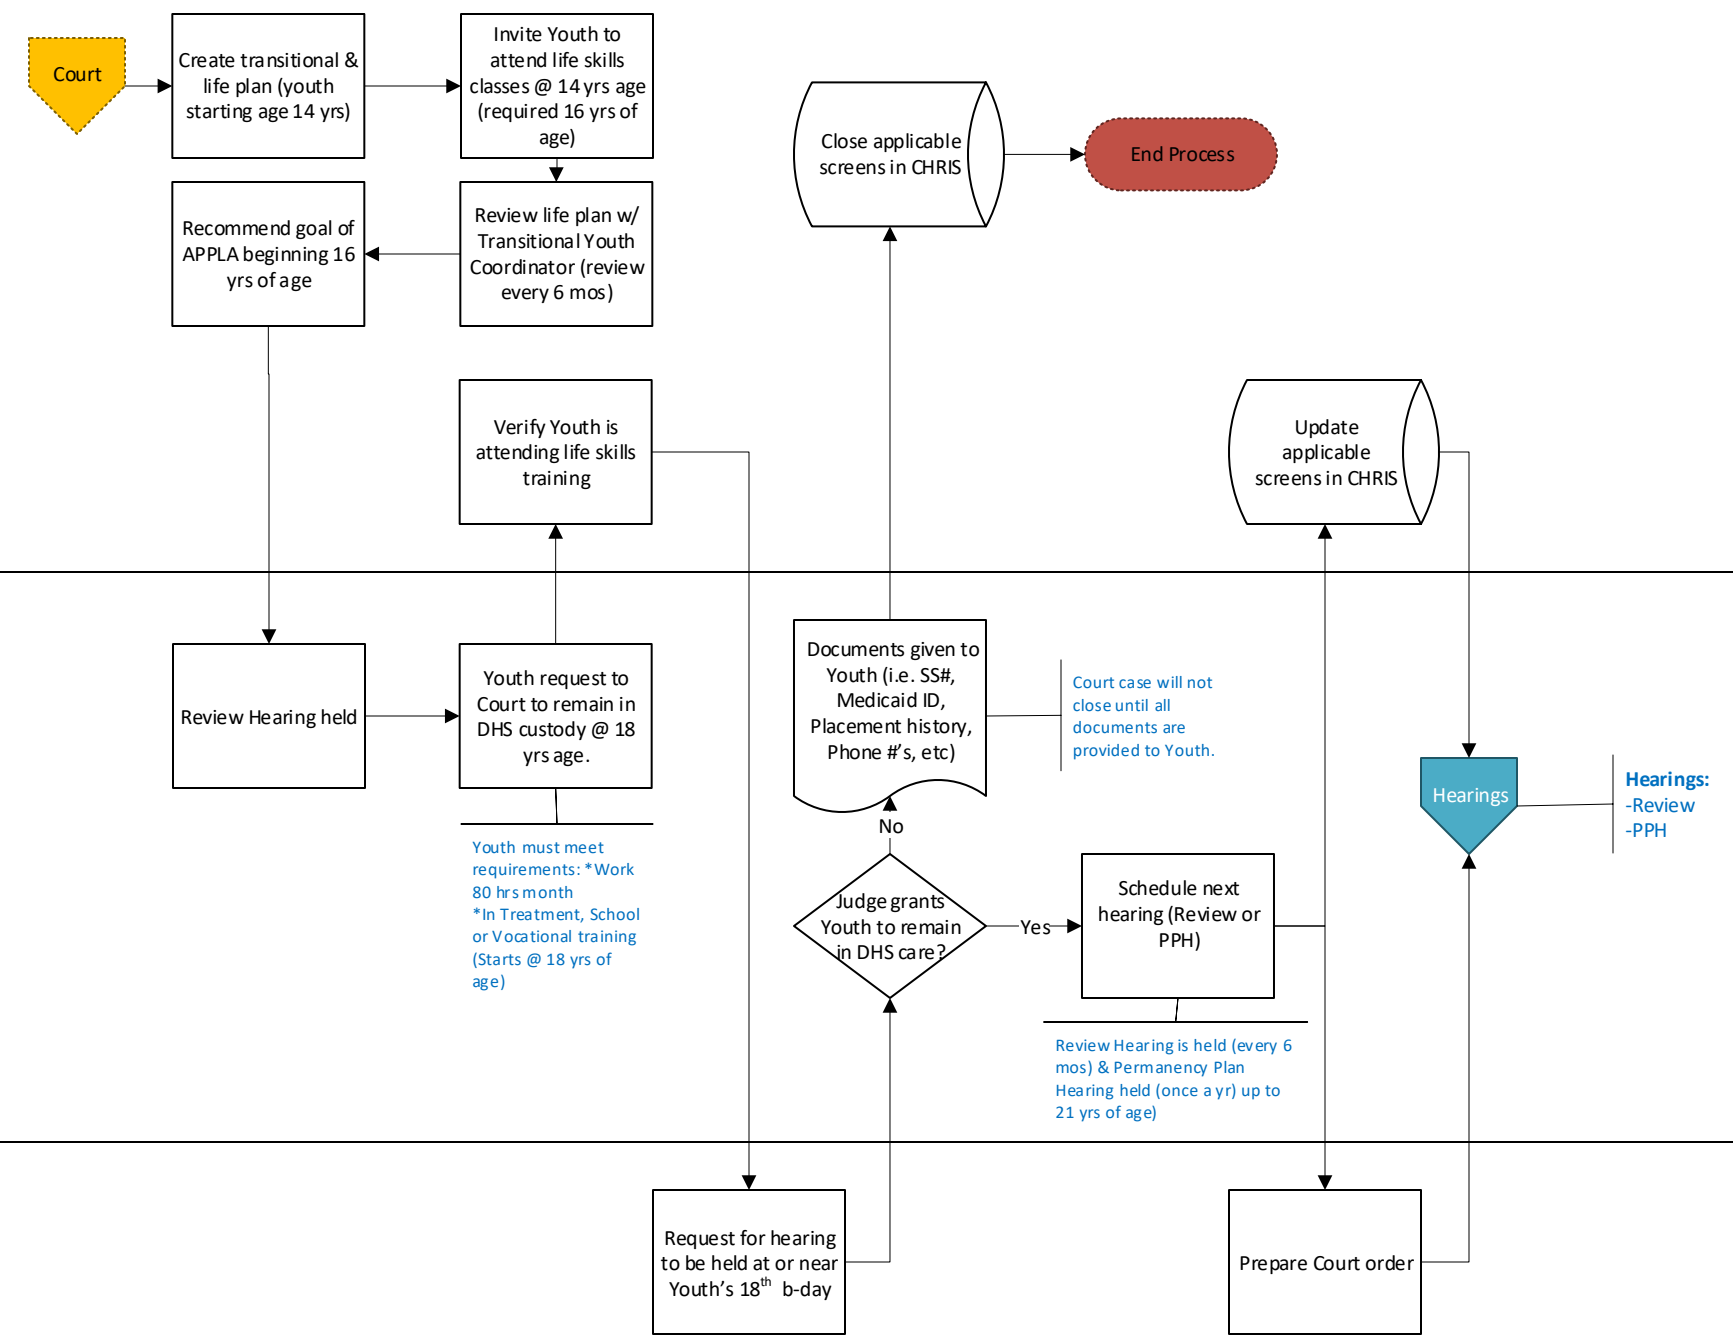 Court
Create transitional &
life plan (youth
starting age 14 yrs)
Invite Youth to
attend life skills
classes @ 14 yrs age
(required 16 yrs of
age)
Close applicable
screens in CHRIS
End Process
Recommend goal of
APPLA beginning 16
yrs of age
Review life plan w/
Transitional Youth
Coordinator (review
every 6 mos)
Verify Youth is
attending life skills
training
Update
applicable
screens in CHRIS
Review Hearing held
Youth request to
Court to remain in
DHS custody @ 18
yrs age.
Documents given to
Youth (i.e. SS#,
Medicaid ID,
Placement history,
Phone #'s, etc)
Court case will not
close until all
documents are
provided to Youth.
Hearings
Hearings:
-Review
-PPH
Youth must meet
requirements: *Work
80 hrs month
*In Treatment, School
or Vocational training
(Starts @ 18 yrs of
age)
No
Judge grants
Youth to remain
in DHS care?
Yes
Schedule next
hearing (Review or
PPH)
Review Hearing is held (every 6
mos) & Permanency Plan
Hearing held (once a yr) up to
21 yrs of age)
Request for hearing
to be held at or near
Youth's 18th b-day
Prepare Court order